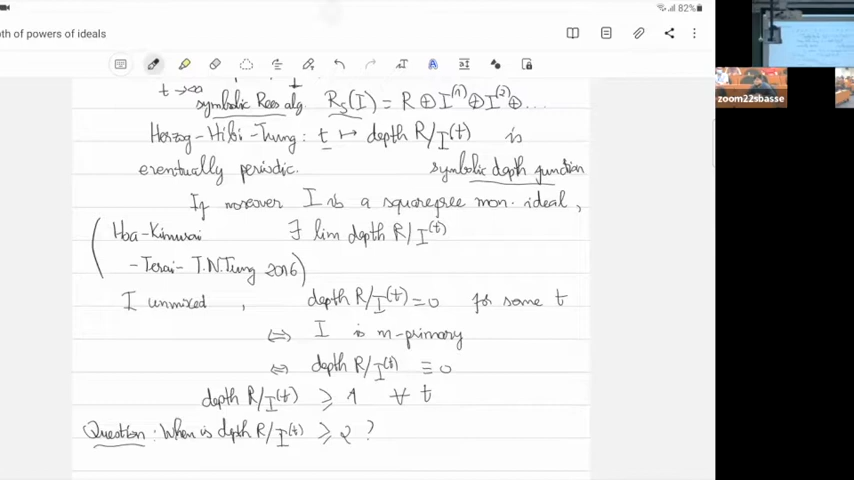 82%
pth of powers of ideals
t → ∞
symbolic Rees alg. R_S(I) = R ⊕ I^(1) ⊕ I^(2) ⊕ ...
Herzog-Hibi-Trung: t ↦ depth R/I^(t) is
eventually periodic. symbolic depth function
If moreover I is a squarefree mon. ideal,
(Hoa-Kimura ∃ lim depth R/I^(t)
-Terai- T.N.Trung 2016)
I unmixed, depth R/I^(t) = 0 for some t
⇔ I is m-primary
⇔ depth R/I^(t) ≡ 0
depth R/I^(t) ⩾ 1 ∀ t
Question: When is depth R/I^(t) ⩾ 2 ?
zoom22sbasse